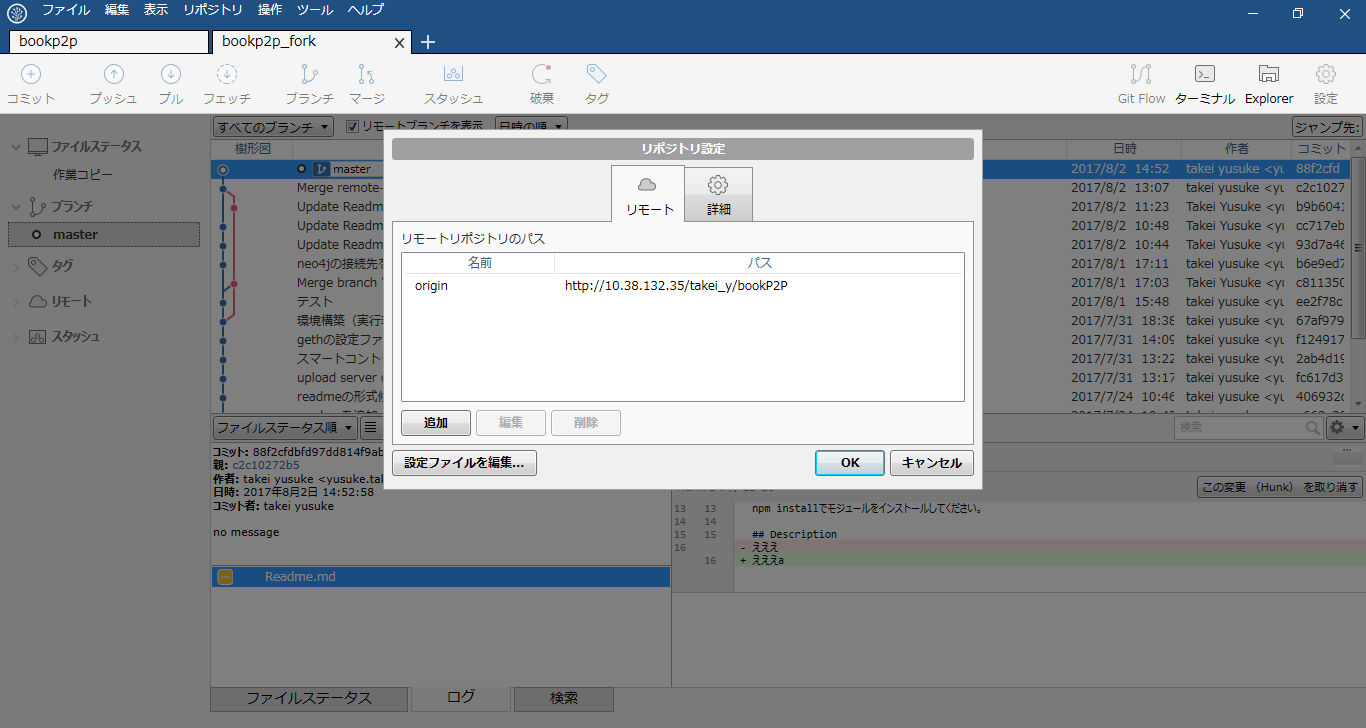 ファイル 編集 表示 リポジトリ 操作 ツール ヘルプ
bookp2p bookp2p_fork
コミット プッシュ プル フェッチ ブランチ マージ スタッシュ 破棄 タグ Git Flow ターミナル Explorer 設定
すべてのブランチ リモートブランチを表示 日時の順 ジャンプ先:
ファイルステータス
作業コピー
ブランチ
master
タグ
リモート
スタッシュ
樹形図 日時 作者 コミット
master 2017/8/2 14:52 takei yusuke <yu 88f2cfd
Merge remote- 2017/8/2 13:07 takei yusuke <yu c2c1027
Update Readm 2017/8/2 11:23 Takei Yusuke <yu b9b6041
Update Readm 2017/8/2 10:48 Takei Yusuke <yu cc717eb
Update Readm 2017/8/2 10:44 Takei Yusuke <yu 93d7a46
neo4jの接続先を 2017/8/1 17:11 takei yusuke <yu b6e9ed7
Merge branch 2017/8/1 17:03 takei yusuke <yu c811350
テスト 2017/8/1 15:48 takei yusuke <yu ee2f78c
環境構築（実行 2017/7/31 18:38 takei yusuke <yu 67af979
gethの設定ファ 2017/7/31 14:09 takei yusuke <yu f124917
スマートコント 2017/7/31 13:22 takei yusuke <yu 2ab4d19
upload server 2017/7/31 13:17 takei yusuke <yu fc617d3
readmeの形式修 2017/7/24 10:46 takei yusuke <yu 406932c
リポジトリ設定
リモート 詳細
リモートリポジトリのパス
名前 パス
origin http://10.38.132.35/takei_y/bookP2P
追加 編集 削除
設定ファイルを編集... OK キャンセル
ファイルステータス順 検索
コミット: 88f2cfdbfd97dd814f9ab
親: c2c10272b5
作者: takei yusuke <yusuke.tak
日時: 2017年8月2日 14:52:58
コミット者: takei yusuke
no message
Readme.md
この変更 （Hunk） を取り消す
13 13 npm installでモジュールをインストールしてください。
14 14
15 15 ## Description
16 - えええ
16 + えええa
ファイルステータス ログ 検索